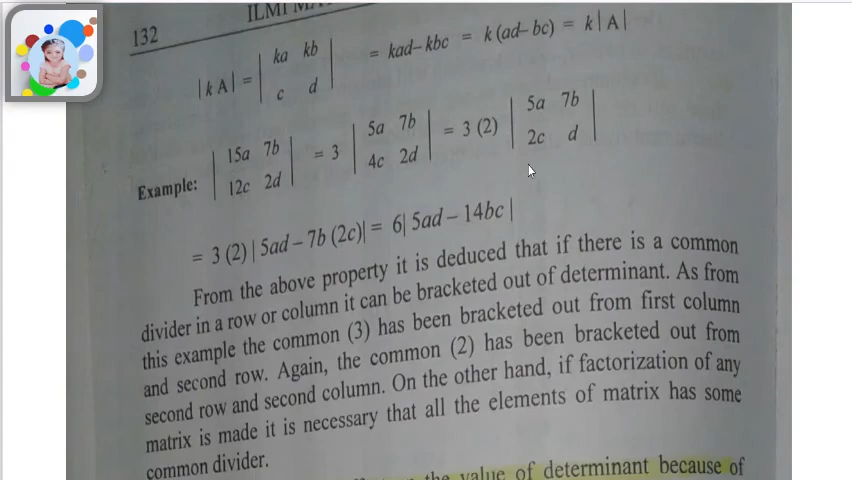 132
ILMI
|k A| = | ka kb | = kad – kbc = k (ad – bc) = k | A |
| c d |
Example: | 15a 7b | = 3 | 5a 7b | = 3 (2) | 5a 7b |
| 12c 2d | | 4c 2d | | 2c d |
= 3 (2) | 5ad – 7b (2c)| = 6| 5ad – 14bc |
From the above property it is deduced that if there is a common
divider in a row or column it can be bracketed out of determinant. As from
this example the common (3) has been bracketed out from first column
and second row. Again, the common (2) has been bracketed out from
second row and second column. On the other hand, if factorization of any
matrix is made it is necessary that all the elements of matrix has some
common divider.
the value of determinant because of